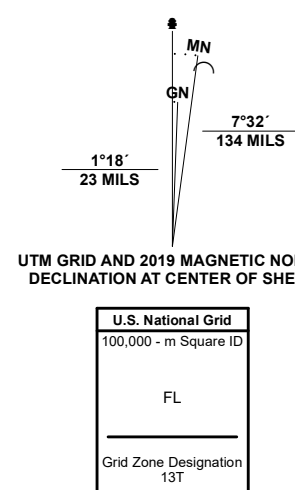 MN
GN
7°32´
134 MILS
1°18´
23 MILS
UTM GRID AND 2019 MAGNETIC NO
DECLINATION AT CENTER OF SHE
U.S. National Grid
100,000 - m Square ID
FL
Grid Zone Designation
13T